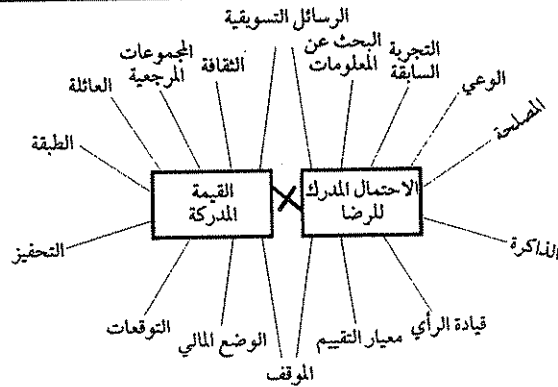 الرسائل التسويقية
المجموعات
المرجعية
الثقافة
البحث عن
المعلومات
التجربة
السابقة
العائلة
الوعي
المصلحة
الطبقة
القيمة
المدركة
الاحتمال المدرك
للرضا
التحفيز
الذاكرة
التوقعات
الوضع المالي
الموقف
معيار التقييم
قيادة الرأي